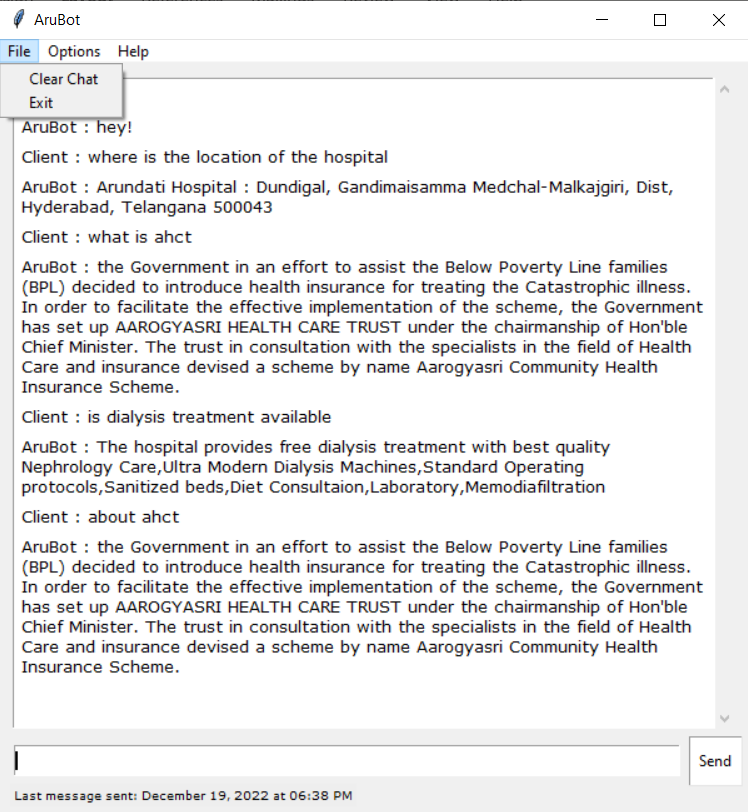 AruBot
File Options Help
Clear Chat
Exit
AruBot : hey!
Client : where is the location of the hospital
AruBot : Arundati Hospital : Dundigal, Gandimaisamma Medchal-Malkajgiri, Dist,
Hyderabad, Telangana 500043
Client : what is ahct
AruBot : the Government in an effort to assist the Below Poverty Line families
(BPL) decided to introduce health insurance for treating the Catastrophic illness.
In order to facilitate the effective implementation of the scheme, the Government
has set up AAROGYASRI HEALTH CARE TRUST under the chairmanship of Hon'ble
Chief Minister. The trust in consultation with the specialists in the field of Health
Care and insurance devised a scheme by name Aarogyasri Community Health
Insurance Scheme.
Client : is dialysis treatment available
AruBot : The hospital provides free dialysis treatment with best quality
Nephrology Care,Ultra Modern Dialysis Machines,Standard Operating
protocols,Sanitized beds,Diet Consultaion,Laboratory,Memodiafiltration
Client : about ahct
AruBot : the Government in an effort to assist the Below Poverty Line families
(BPL) decided to introduce health insurance for treating the Catastrophic illness.
In order to facilitate the effective implementation of the scheme, the Government
has set up AAROGYASRI HEALTH CARE TRUST under the chairmanship of Hon'ble
Chief Minister. The trust in consultation with the specialists in the field of Health
Care and insurance devised a scheme by name Aarogyasri Community Health
Insurance Scheme.
Send
Last message sent: December 19, 2022 at 06:38 PM